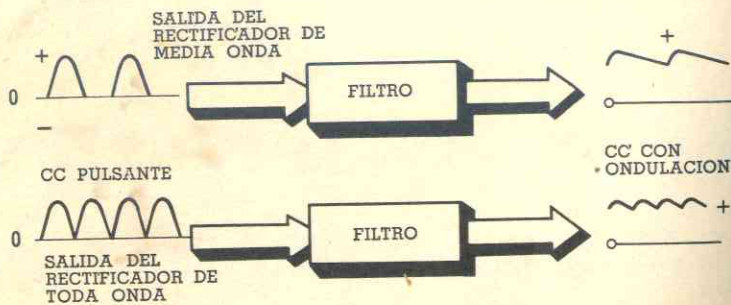 SALIDA DEL
RECTIFICADOR DE
MEDIA ONDA
+
0
−
FILTRO
+
CC PULSANTE
CC CON
ONDULACION
0
FILTRO
+
SALIDA DEL
RECTIFICADOR DE
TODA ONDA